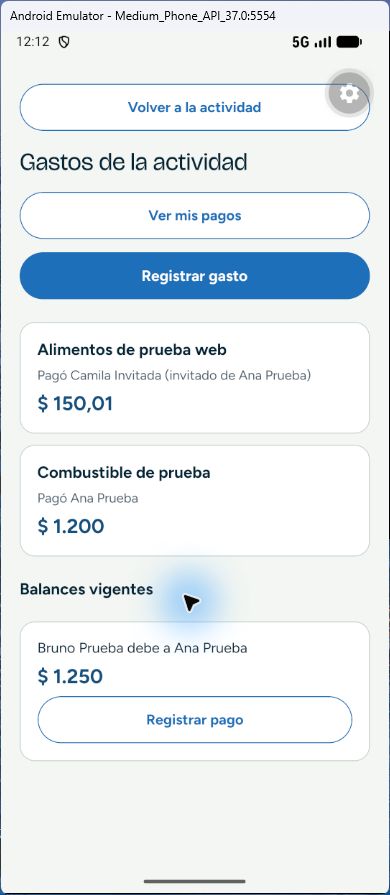 Android Emulator - Medium_Phone_API_37.0:5554
12:12 5G
Volver a la actividad
Gastos de la actividad
Ver mis pagos
Registrar gasto
Alimentos de prueba web
Pagó Camila Invitada (invitado de Ana Prueba)
$ 150,01
Combustible de prueba
Pagó Ana Prueba
$ 1.200
Balances vigentes
Bruno Prueba debe a Ana Prueba
$ 1.250
Registrar pago